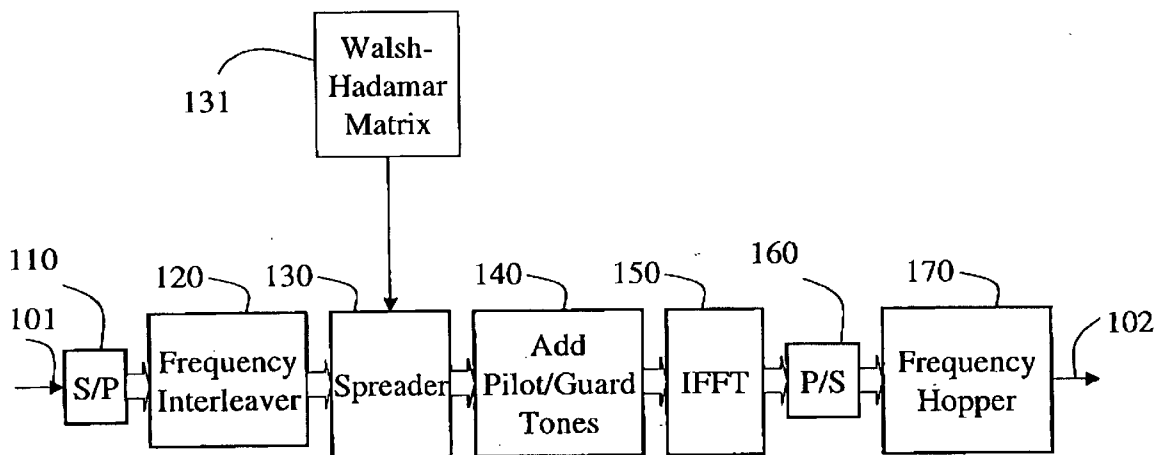 Walsh-
Hadamar
Matrix
131
110
120
130
140
150
160
170
101
102
S/P
Frequency
Interleaver
Spreader
Add
Pilot/Guard
Tones
IFFT
P/S
Frequency
Hopper